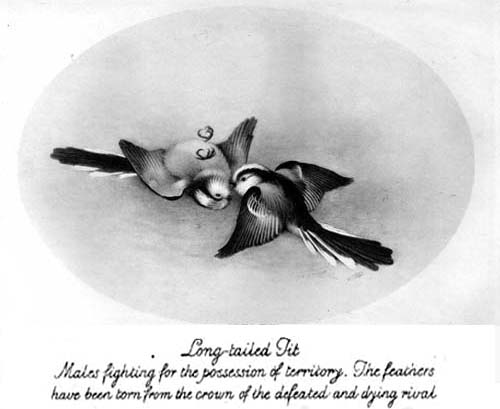 Long-tailed Tit
Males fighting for the possession of territory. The feathers
have been torn from the crown of the defeated and dying rival